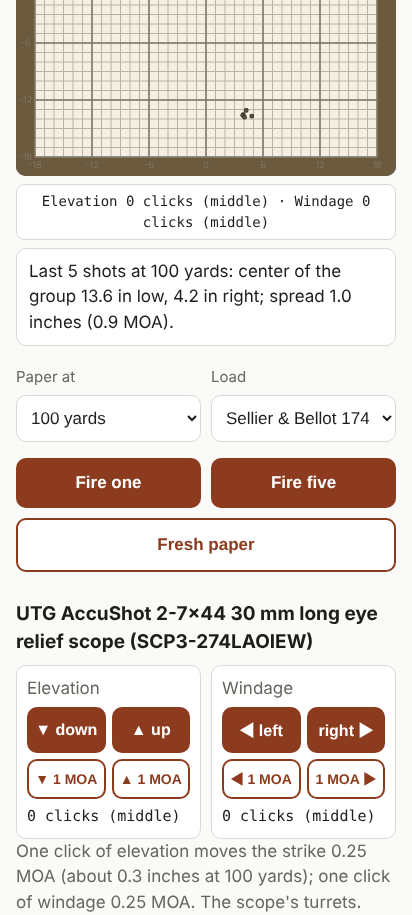 -6
-12
-18
-18 -12 -6 0 6 12 18
Elevation 0 clicks (middle) · Windage 0
clicks (middle)
Last 5 shots at 100 yards: center of the
group 13.6 in low, 4.2 in right; spread 1.0
inches (0.9 MOA).
Paper at Load
100 yards Sellier & Bellot 174
Fire one Fire five
Fresh paper
UTG AccuShot 2-7×44 30 mm long eye
relief scope (SCP3-274LAOIEW)
Elevation Windage
▼ down ▲ up ◀ left right ▶
▼ 1 MOA ▲ 1 MOA ◀ 1 MOA 1 MOA ▶
0 clicks (middle) 0 clicks (middle)
One click of elevation moves the strike 0.25
MOA (about 0.3 inches at 100 yards); one click
of windage 0.25 MOA. The scope's turrets.